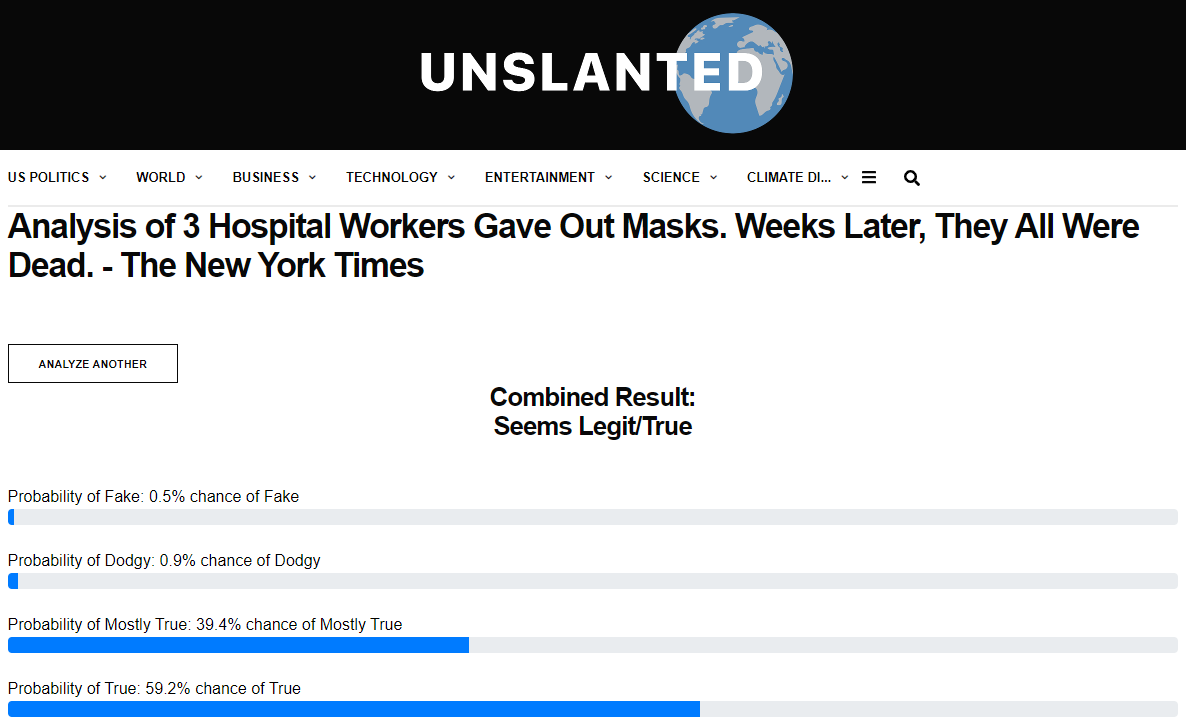 UNSLANTED
US POLITICS WORLD BUSINESS TECHNOLOGY ENTERTAINMENT SCIENCE CLIMATE DI...
Analysis of 3 Hospital Workers Gave Out Masks. Weeks Later, They All Were
Dead. - The New York Times
ANALYZE ANOTHER
Combined Result:
Seems Legit/True
Probability of Fake: 0.5% chance of Fake
Probability of Dodgy: 0.9% chance of Dodgy
Probability of Mostly True: 39.4% chance of Mostly True
Probability of True: 59.2% chance of True